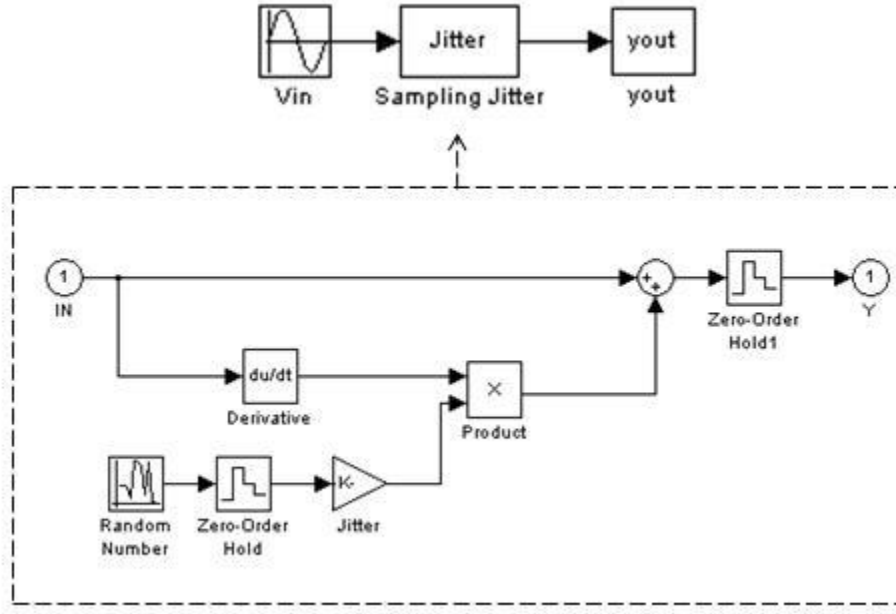 Jitter
yout
Vin
Sampling Jitter
yout
1
1
IN
Zero-Order
Hold1
Y
du/dt
Derivative
Product
K-
Random
Number
Zero-Order
Hold
Jitter